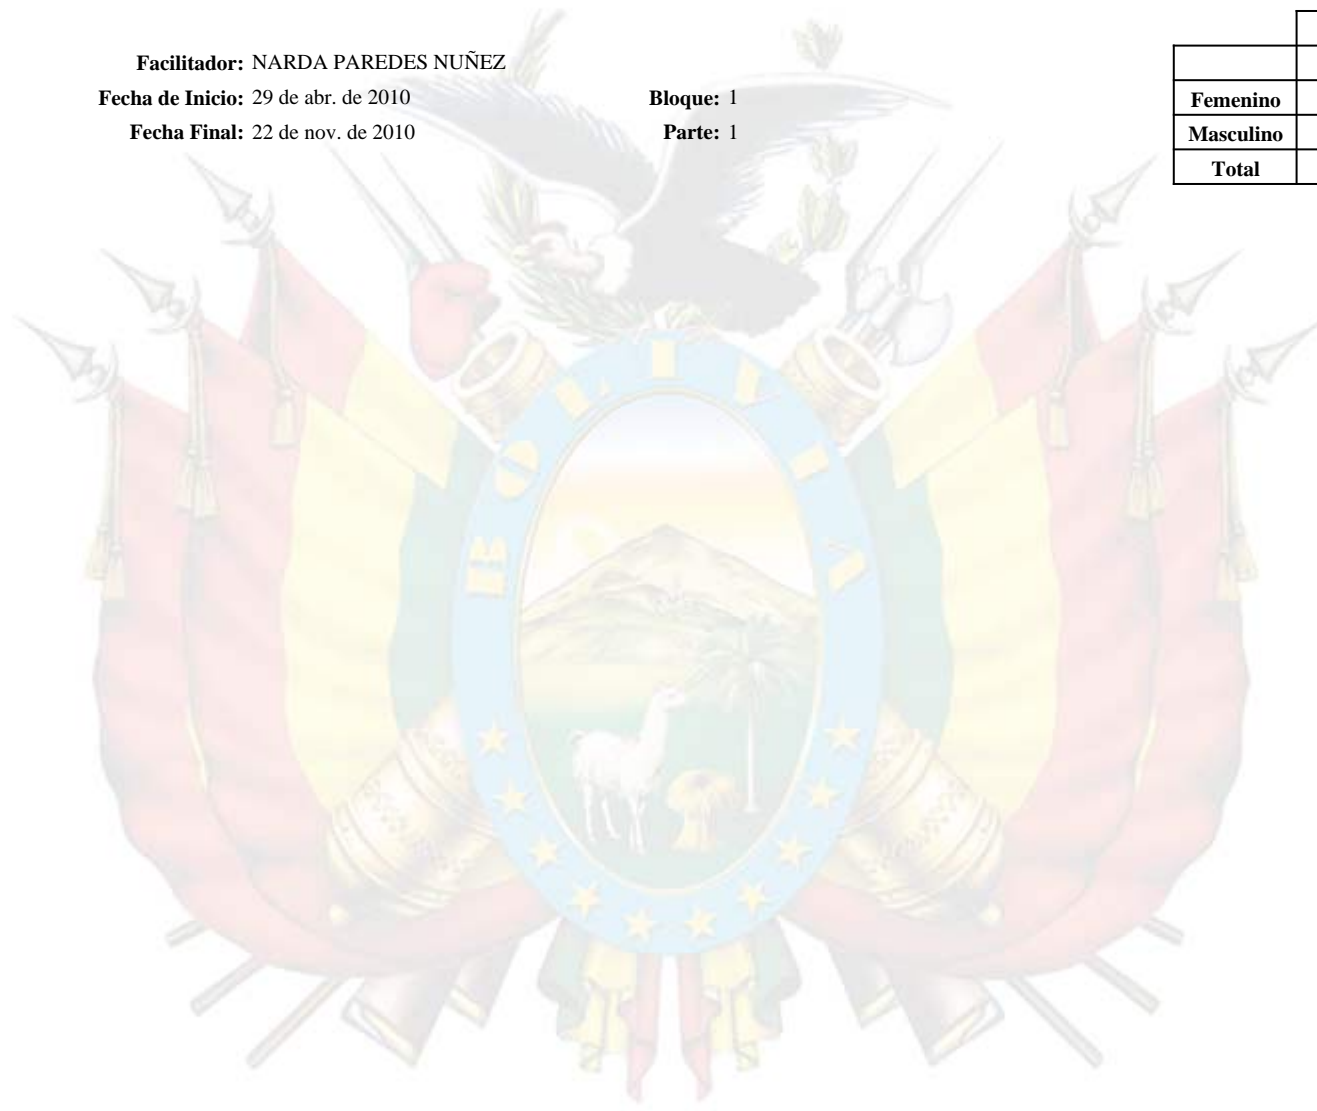 Facilitador: NARDA PAREDES NUÑEZ
Fecha de Inicio: 29 de abr. de 2010 Bloque: 1
Fecha Final: 22 de nov. de 2010 Parte: 1
Femenino
Masculino
Total
BOLIVIA